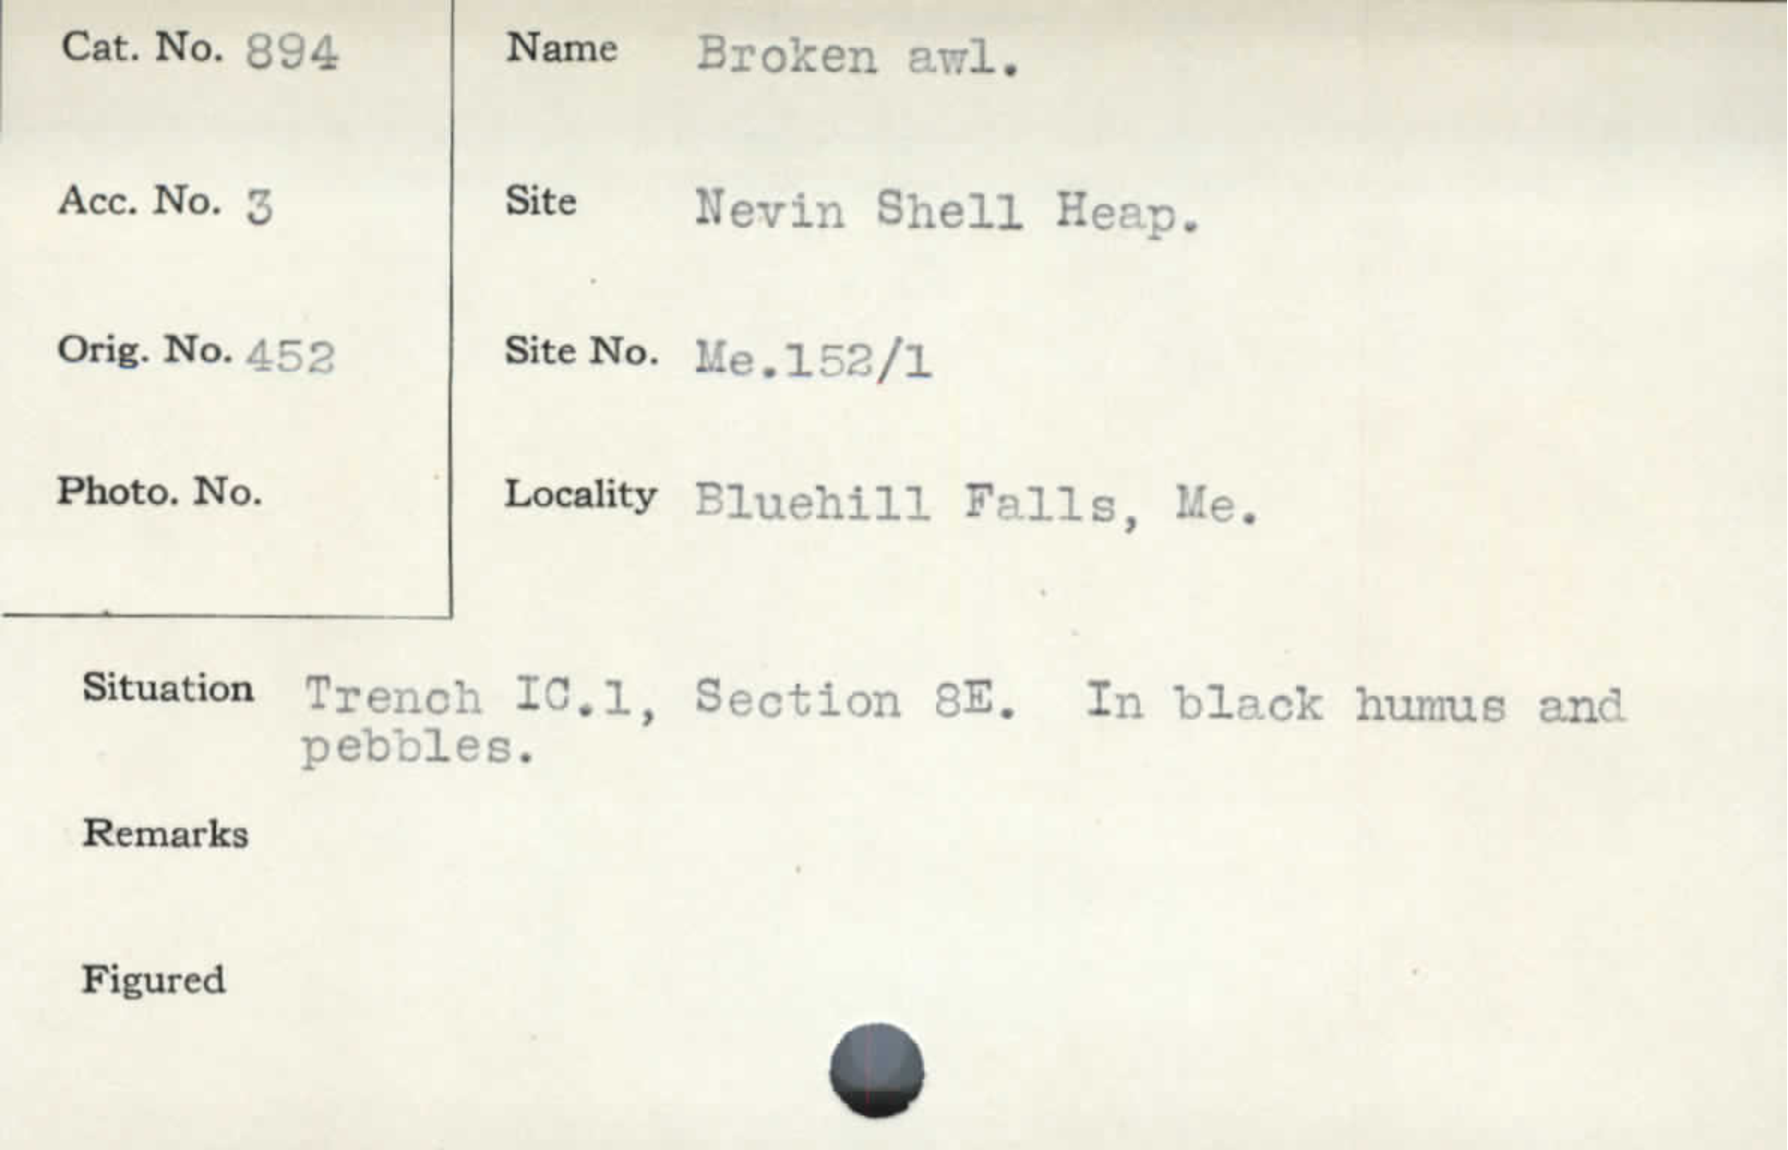 Cat. No. 894
Name Broken awl.
Acc. No. 3
Site Nevin Shell Heap.
Orig. No. 452
Site No. Me.152/1
Photo. No.
Locality Bluehill Falls, Me.
Situation Trench IC.1, Section 8E. In black humus and
pebbles.
Remarks
Figured